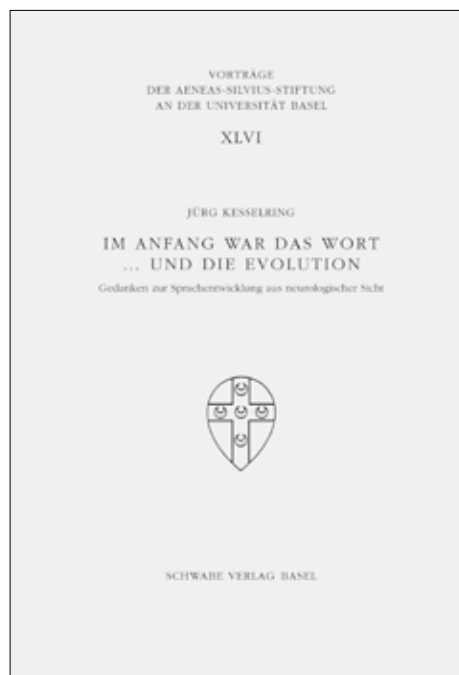 VORTRÄGE
DER AENEAS-SILVIUS-STIFTUNG
AN DER UNIVERSITÄT BASEL
XLVI
JÜRG KESSELRING
IM ANFANG WAR DAS WORT
... UND DIE EVOLUTION
Gedanken zur Sprachentwicklung aus neurologischer Sicht
SCHWABE VERLAG BASEL